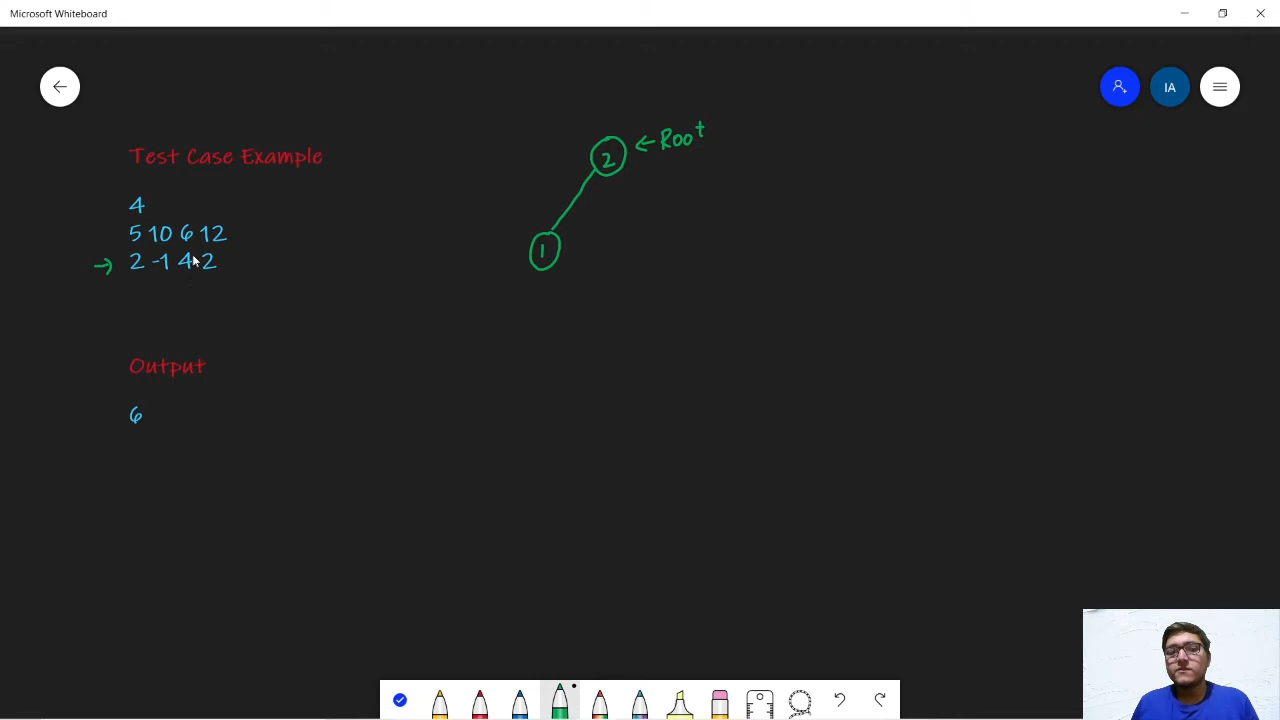 Microsoft Whiteboard
IA
Test Case Example
4
5 10 6 12
→ 2 -1 4 2
Output
6
2 ← Root
1